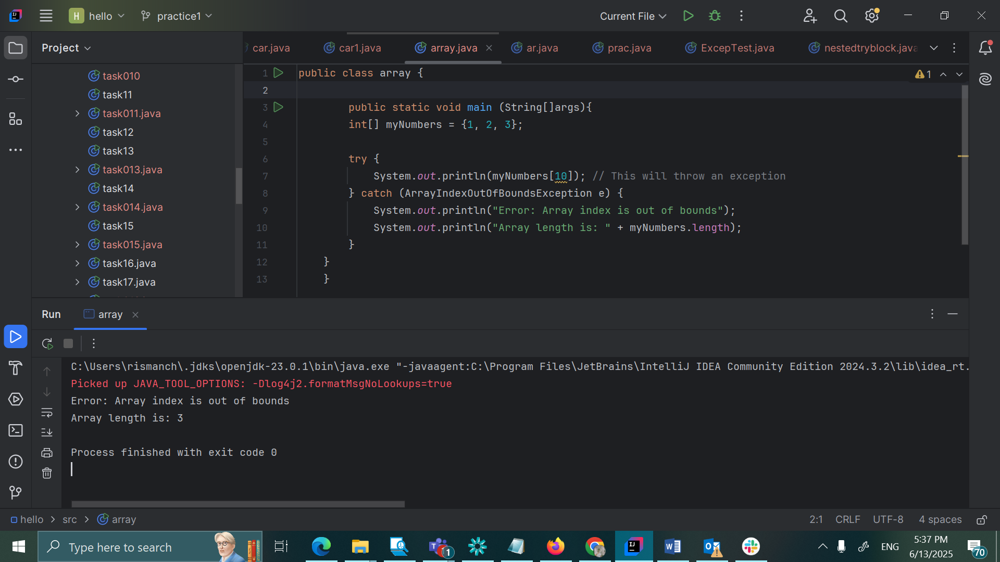 H hello practice1 Current File
Project
car.java car1.java array.java ar.java prac.java ExcepTest.java nestedtryblock.java
task010
task11
task011.java
task12
task13
task013.java
task14
task014.java
task15
task015.java
task16.java
task17.java
1 public class array {
1
2
3 public static void main (String[]args){
4 int[] myNumbers = {1, 2, 3};
5
6 try {
7 System.out.println(myNumbers[10]); // This will throw an exception
8 } catch (ArrayIndexOutOfBoundsException e) {
9 System.out.println("Error: Array index is out of bounds");
10 System.out.println("Array length is: " + myNumbers.length);
11 }
12 }
13 }
Run array
C:\Users\rismanch\.jdks\openjdk-23.0.1\bin\java.exe "-javaagent:C:\Program Files\JetBrains\IntelliJ IDEA Community Edition 2024.3.2\lib\idea_rt.
Picked up JAVA_TOOL_OPTIONS: -Dlog4j2.formatMsgNoLookups=true
Error: Array index is out of bounds
Array length is: 3
Process finished with exit code 0
hello > src > array 2:1 CRLF UTF-8 4 spaces
Type here to search
1
ENG
5:37 PM
6/13/2025
70